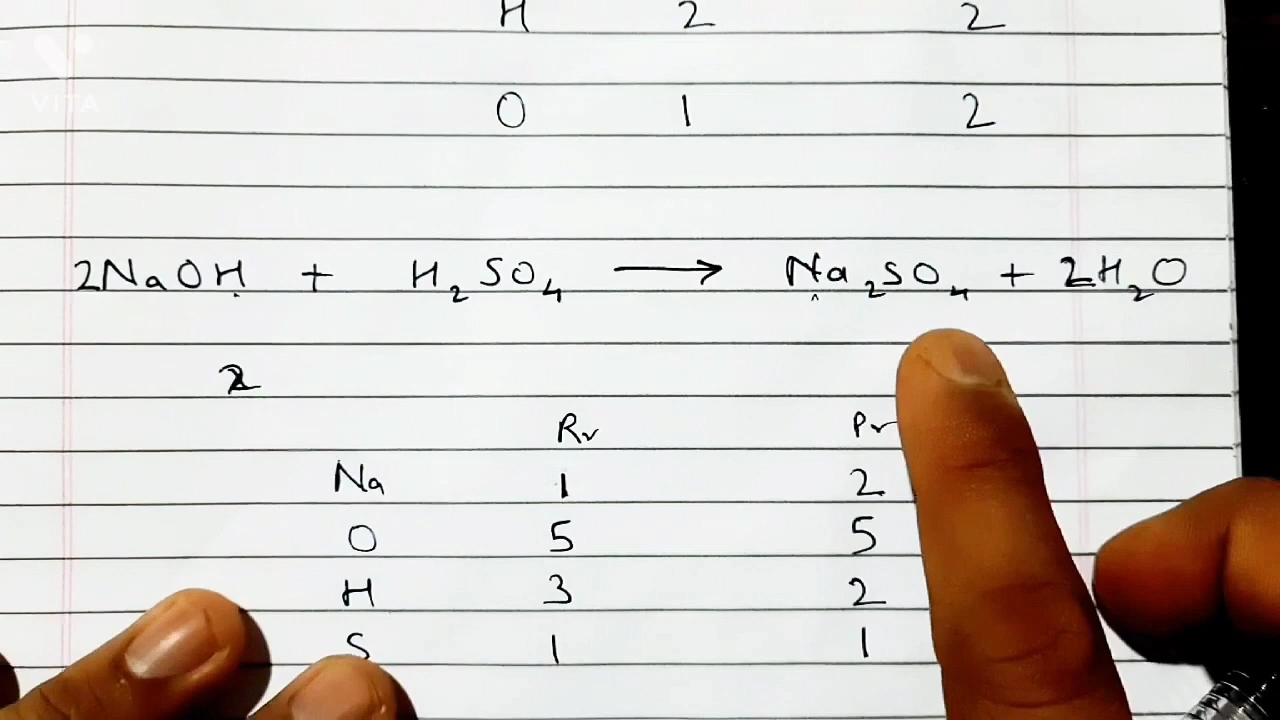 H 2 2
VITA
O 1 2
2NaOH + H₂SO₄ → Na₂SO₄ + 2H₂O
2
Rr Pr
Na 1 2
O 5 5
H 3 2
S 1 1